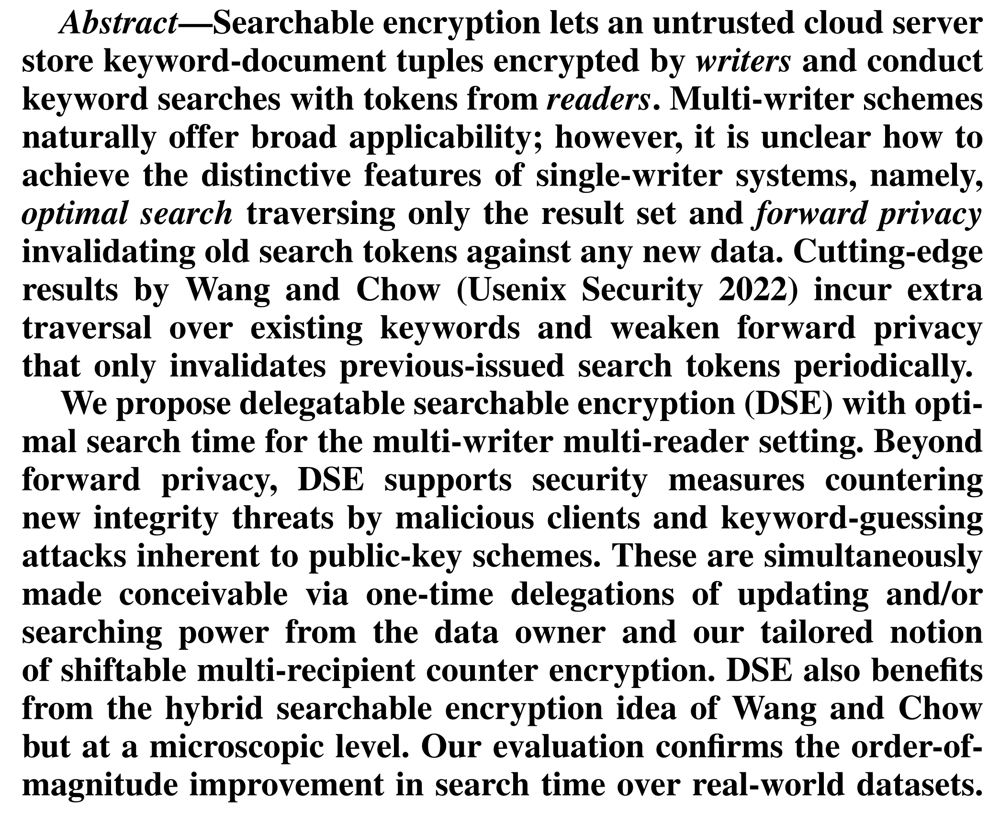 Abstract—Searchable encryption lets an untrusted cloud server
store keyword-document tuples encrypted by writers and conduct
keyword searches with tokens from readers. Multi-writer schemes
naturally offer broad applicability; however, it is unclear how to
achieve the distinctive features of single-writer systems, namely,
optimal search traversing only the result set and forward privacy
invalidating old search tokens against any new data. Cutting-edge
results by Wang and Chow (Usenix Security 2022) incur extra
traversal over existing keywords and weaken forward privacy
that only invalidates previous-issued search tokens periodically.
We propose delegatable searchable encryption (DSE) with opti-
mal search time for the multi-writer multi-reader setting. Beyond
forward privacy, DSE supports security measures countering
new integrity threats by malicious clients and keyword-guessing
attacks inherent to public-key schemes. These are simultaneously
made conceivable via one-time delegations of updating and/or
searching power from the data owner and our tailored notion
of shiftable multi-recipient counter encryption. DSE also benefits
from the hybrid searchable encryption idea of Wang and Chow
but at a microscopic level. Our evaluation confirms the order-of-
magnitude improvement in search time over real-world datasets.